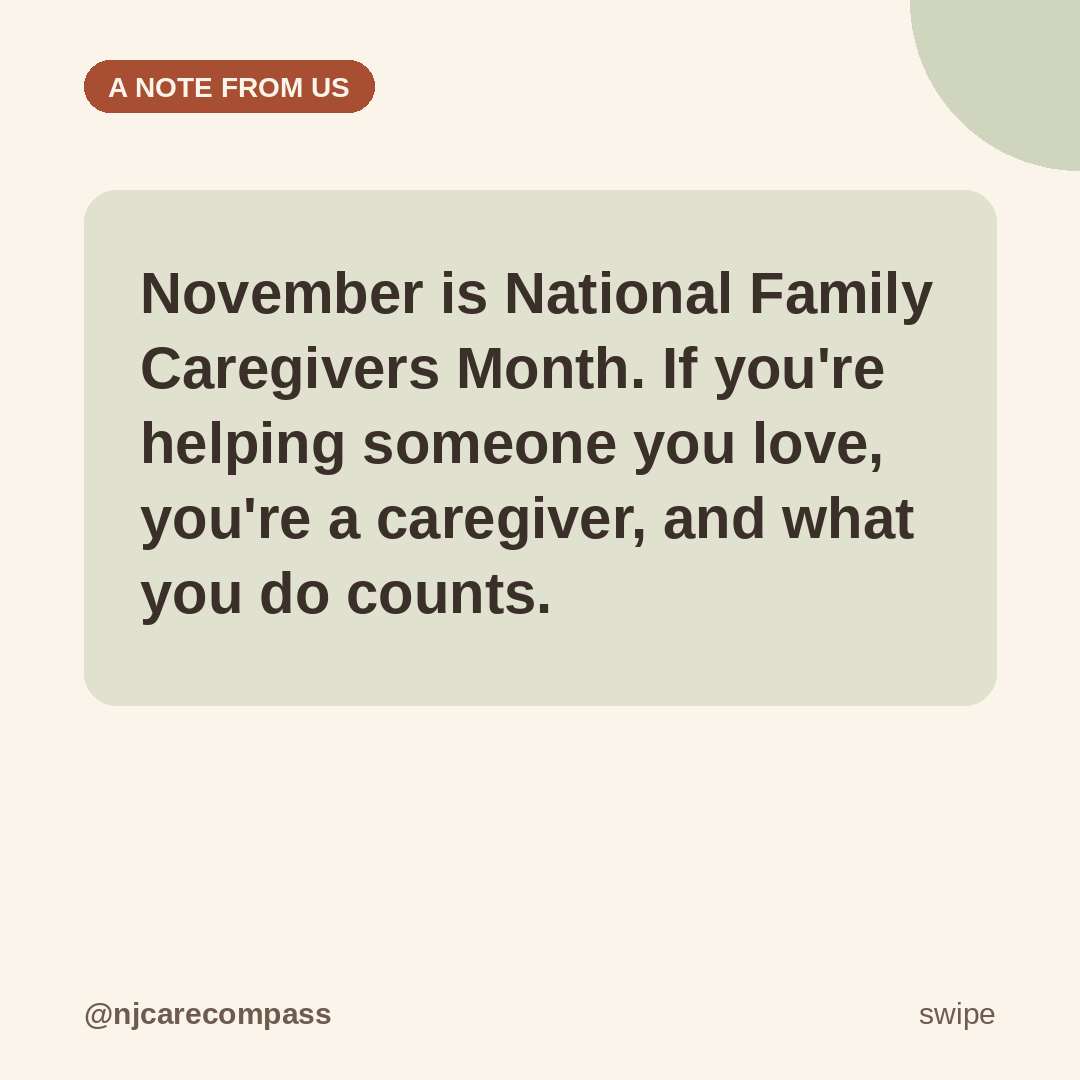 A NOTE FROM US
November is National Family
Caregivers Month. If you're
helping someone you love,
you're a caregiver, and what
you do counts.
@njcarecompass
swipe